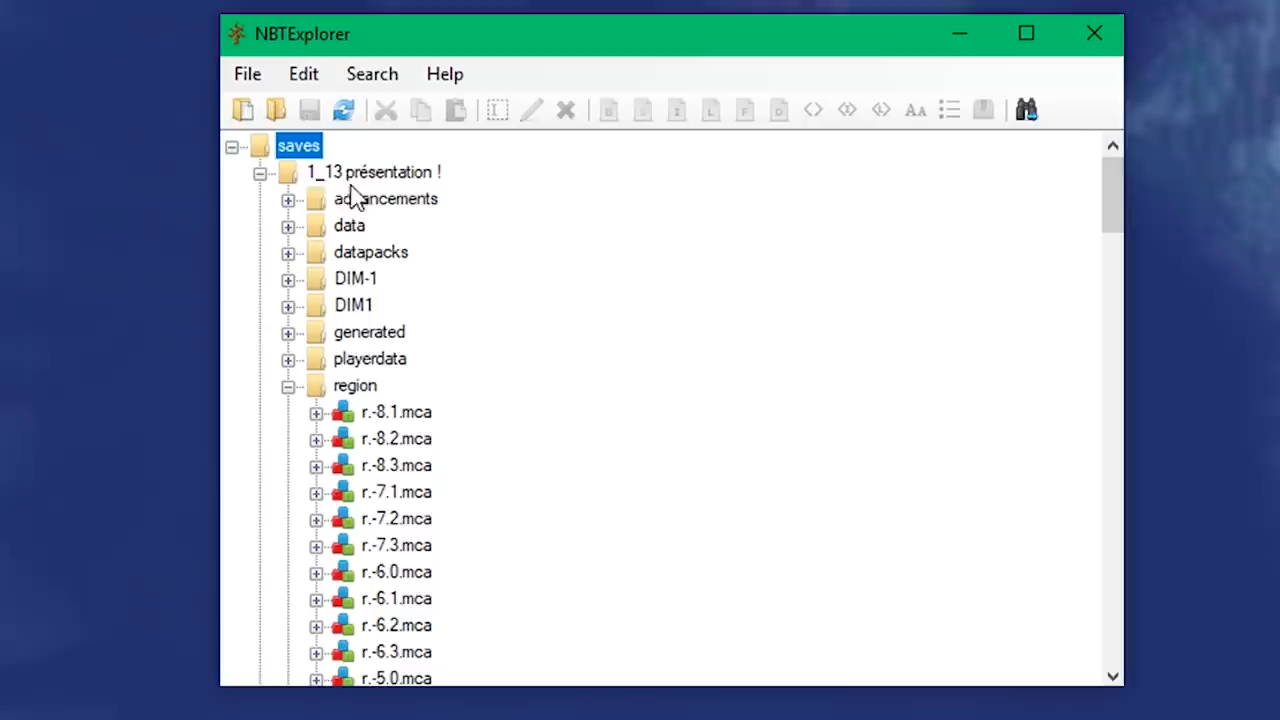 NBTExplorer
File Edit Search Help
saves
1_13 présentation !
advancements
data
datapacks
DIM-1
DIM1
generated
playerdata
region
r.-8.1.mca
r.-8.2.mca
r.-8.3.mca
r.-7.1.mca
r.-7.2.mca
r.-7.3.mca
r.-6.0.mca
r.-6.1.mca
r.-6.2.mca
r.-6.3.mca
r.-5.0.mca